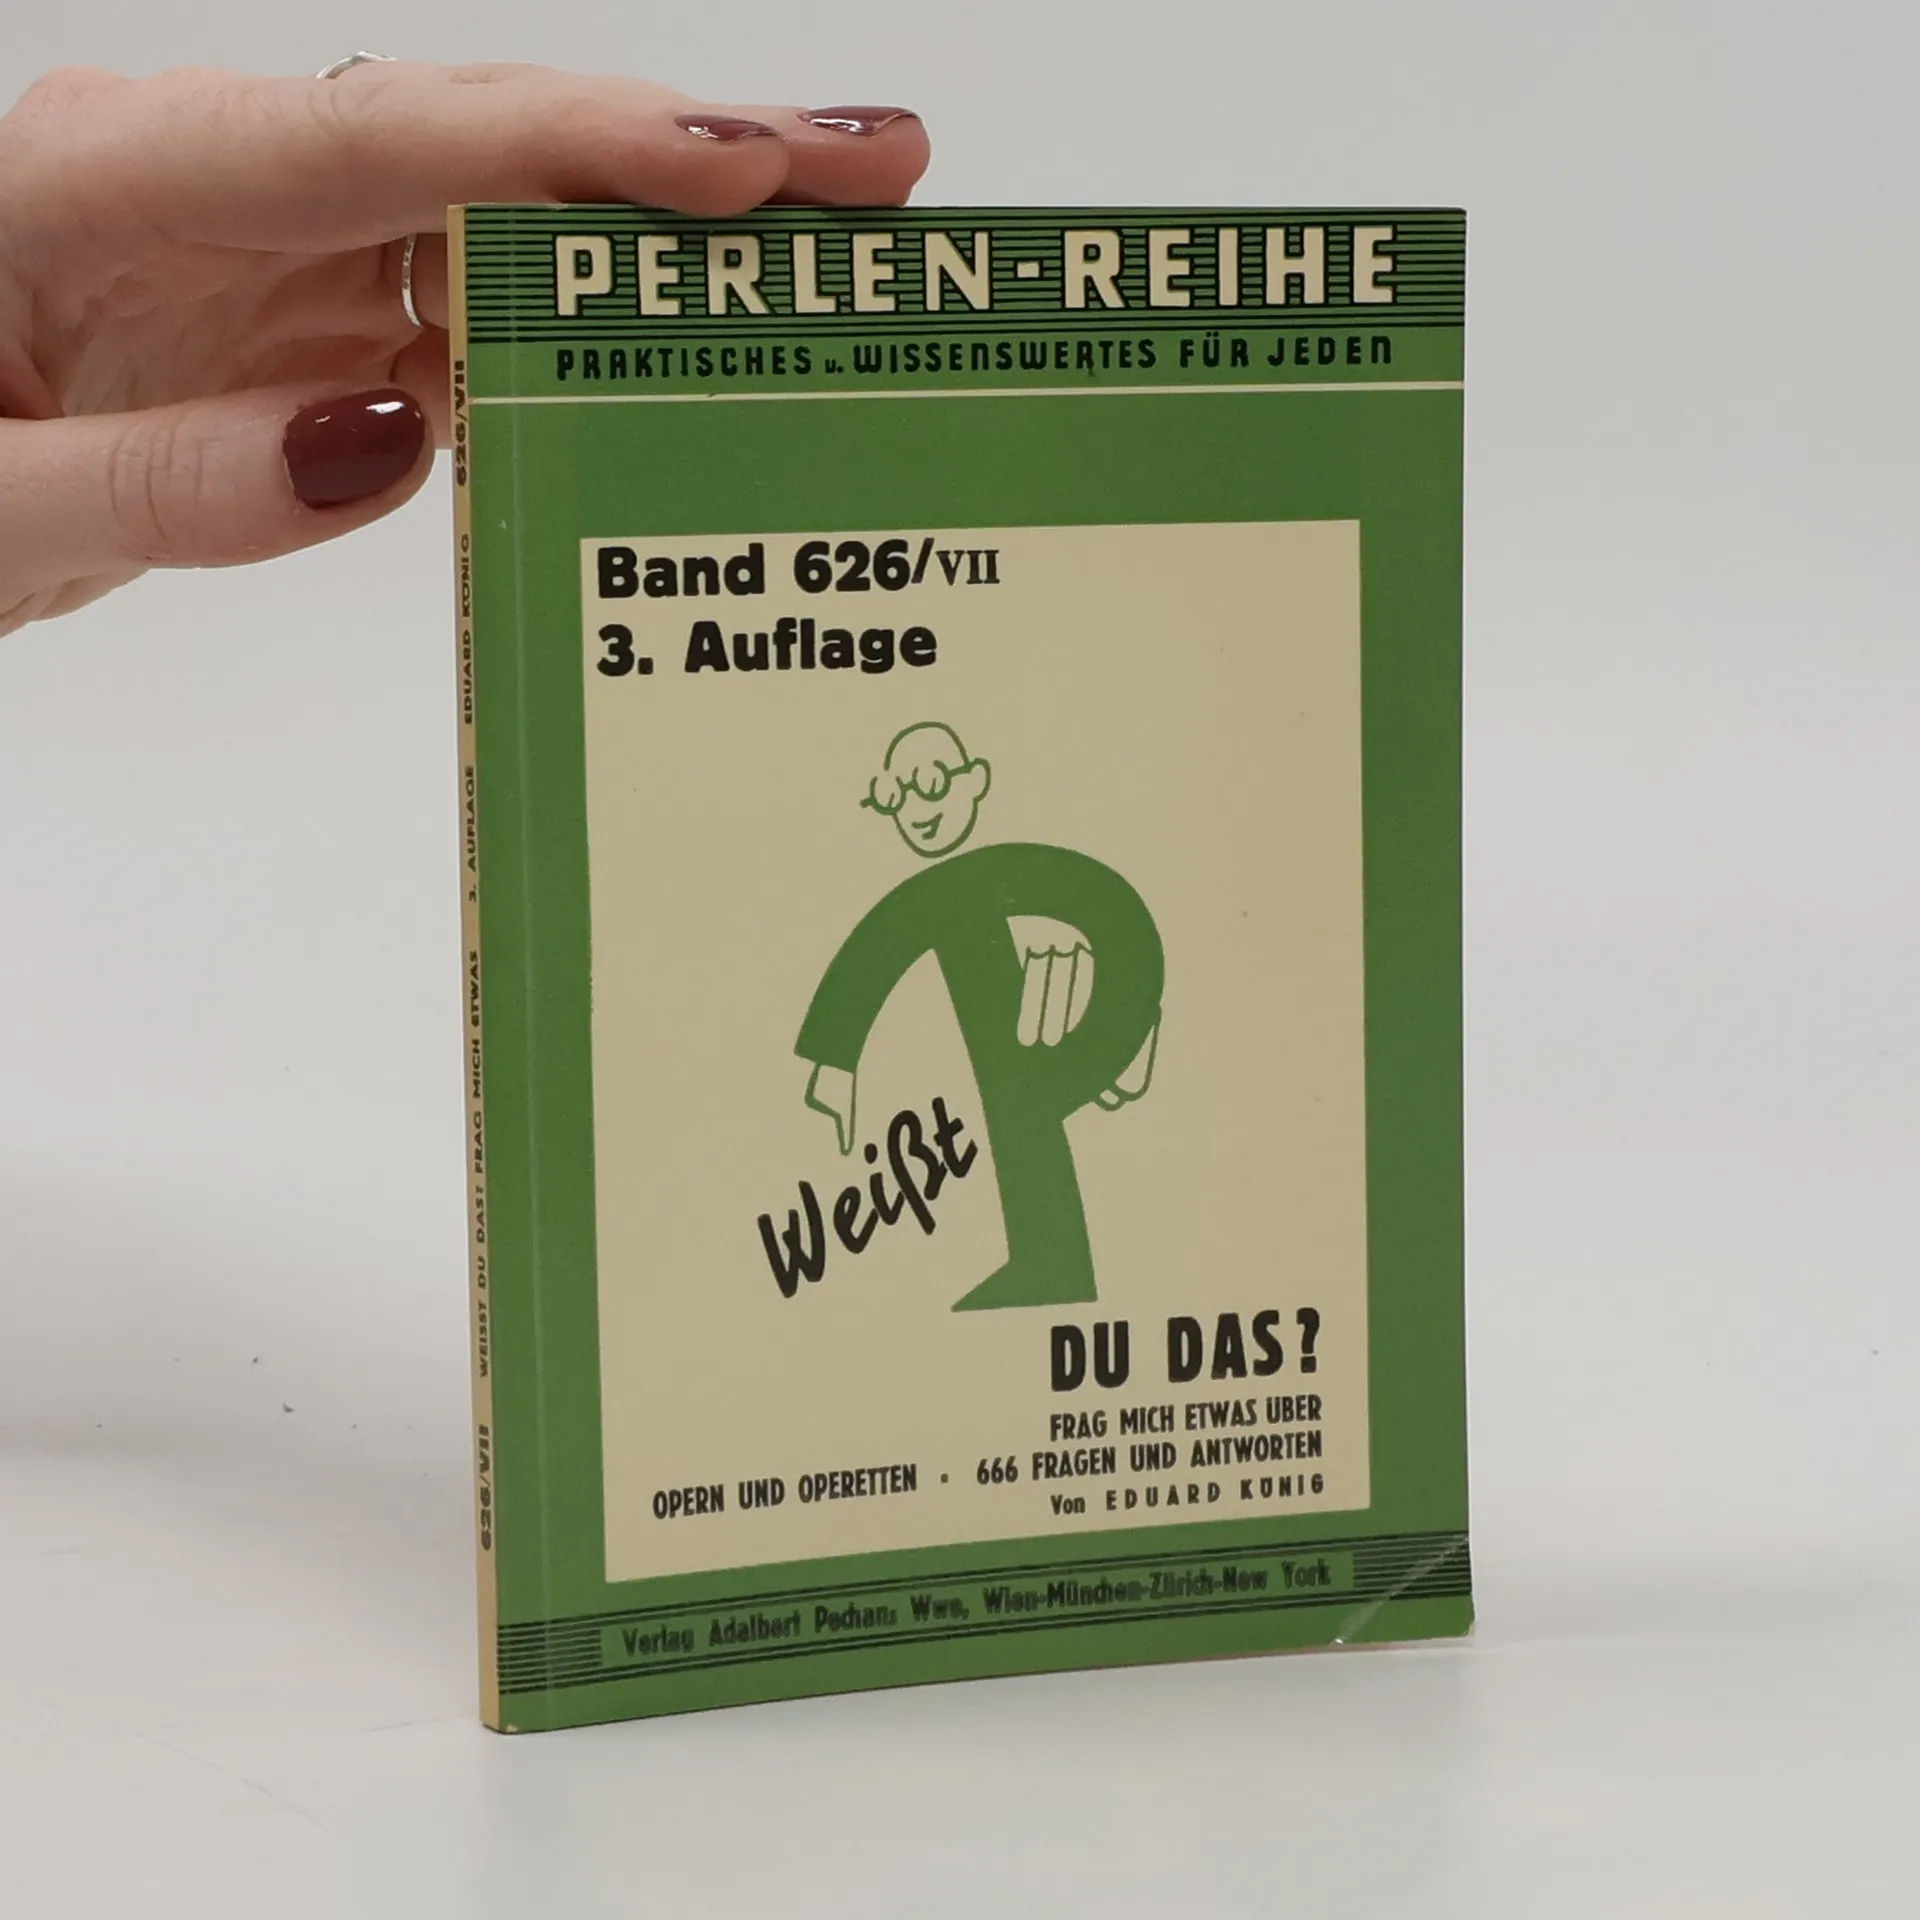 PERLEN-REIHE
PRAKTISCHES u. WISSENSWERTES FÜR JEDEN
Band 626/VII
3. Auflage
Weißt
DU DAS?
FRAG MICH ETWAS ÜBER
OPERN UND OPERETTEN · 666 FRAGEN UND ANTWORTEN
Von EDUARD KÖNIG
Verlag Adalbert Pechan, Wwe, Wien-München-Zürich-New York
626/VII WEISST DU DAS? FRAG MICH ETWAS 3. AUFLAGE EDUARD KÖNIG 626/VII